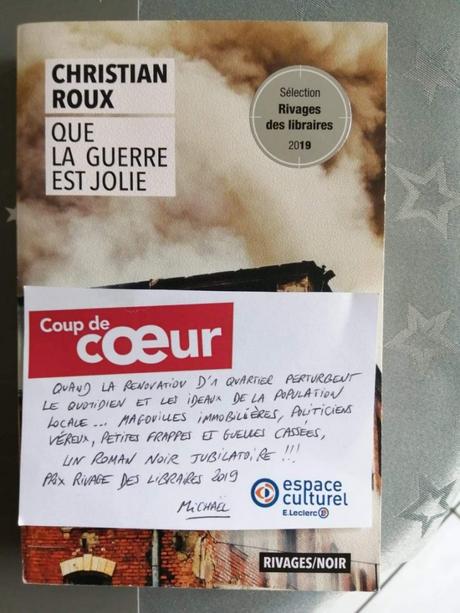 CHRISTIAN
ROUX
QUE
LA GUERRE
EST JOLIE
Sélection
Rivages
des libraires
2019
Coup de
cœur
QUAND LA RENOVATION D'1 QUARTIER PERTURBENT
LE QUOTIDIEN ET LES IDEAUX DE LA POPULATION
LOCALE... MAGOUILLES IMMOBILIÈRES, POLITICIENS
VÉREUX, PETITES FRAPPES ET GUELLES CASSÉES,
UN ROMAN NOIR JUBILATOIRE !!!
PRIX RIVAGE DES LIBRAIRES 2019
MICHAËL
espace
culturel
E.Leclerc
RIVAGES/NOIR